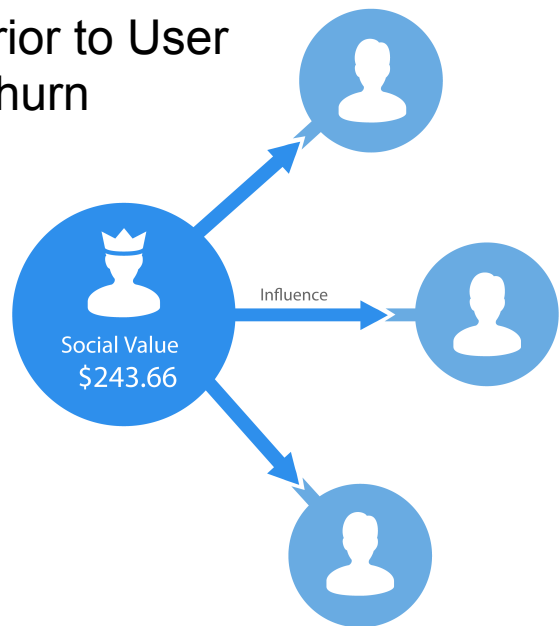 rior to User
hurn
Influence
Social Value
$243.66